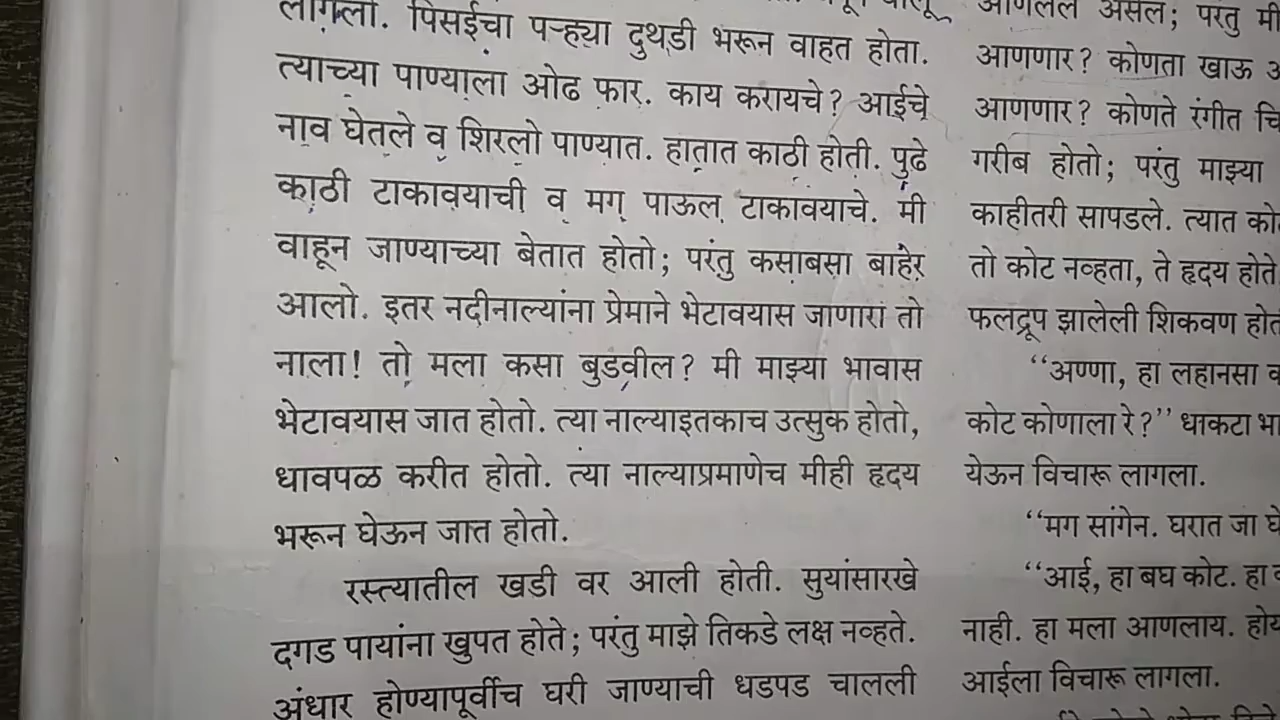 लागला. पिसईचा पऱ्ह्या दुथडी भरून वाहत होता.
त्याच्या पाण्याला ओढ फार. काय करायचे? आईचे
नाव घेतले व शिरलो पाण्यात. हातात काठी होती. पुढे
काठी टाकावयाची व मग पाऊल टाकावयाचे. मी
वाहून जाण्याच्या बेतात होतो; परंतु कसाबसा बाहेर
आलो. इतर नदीनाल्यांना प्रेमाने भेटावयास जाणारा तो
नाला! तो मला कसा बुडवील? मी माझ्या भावास
भेटावयास जात होतो. त्या नाल्याइतकाच उत्सुक होतो,
धावपळ करीत होतो. त्या नाल्याप्रमाणेच मीही हृदय
भरून घेऊन जात होतो.
रस्त्यातील खडी वर आली होती. सुयांसारखे
दगड पायांना खुपत होते; परंतु माझे तिकडे लक्ष नव्हते.
अंधार होण्यापूर्वीच घरी जाण्याची धडपड चालली
आणलेले असेल; परंतु मी
आणणार? कोणता खाऊ
आणणार? कोणते रंगीत
गरीब होतो; परंतु माझ्या
काहीतरी सापडले. त्यात
तो कोट नव्हता, ते हृदय होते
फलद्रूप झालेली शिकवण
“अण्णा, हा लहानसा
कोट कोणाला रे?” धाकटा
येऊन विचारू लागला.
“मग सांगेन. घरात जा
“आई, हा बघ कोट. हा
नाही. हा मला आणलाय.
आईला विचारू लागला.